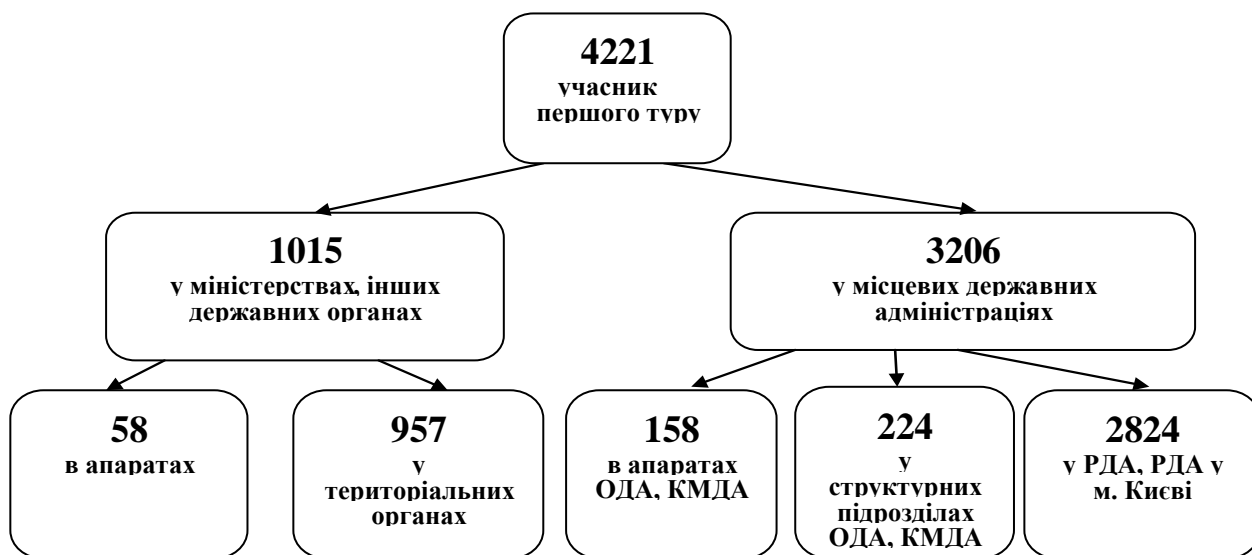 4221
учасник
першого туру
1015
у міністерствах, інших
державних органах
3206
у місцевих державних
адміністраціях
58
в апаратах
957
у
територіальних
органах
158
в апаратах
ОДА, КМДА
224
у
структурних
підрозділах
ОДА, КМДА
2824
у РДА, РДА у
м. Києві